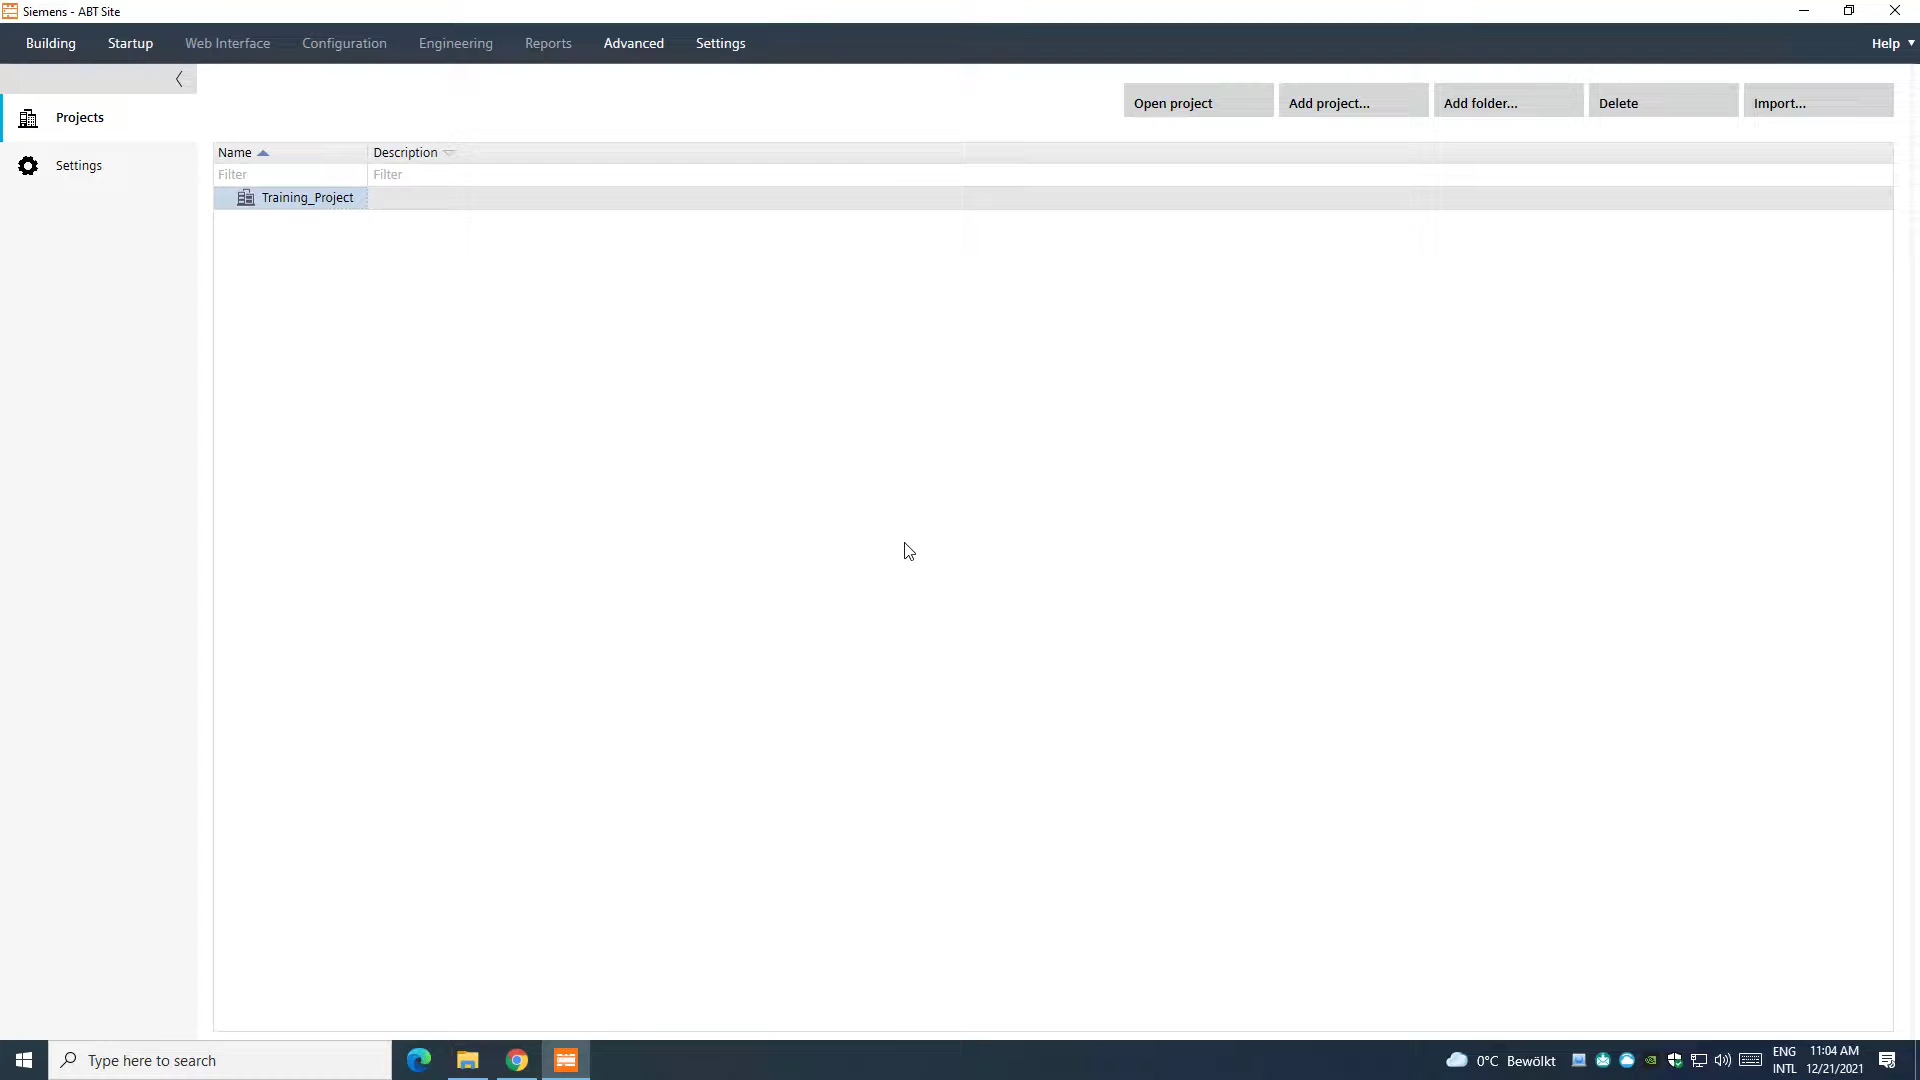 Siemens - ABT Site
Building Startup Web Interface Configuration Engineering Reports Advanced Settings Help
Projects
Settings
Open project Add project... Add folder... Delete Import...
Name Description
Filter Filter
Training_Project
Type here to search
0°C Bewölkt
ENG
INTL
11:04 AM
12/21/2021